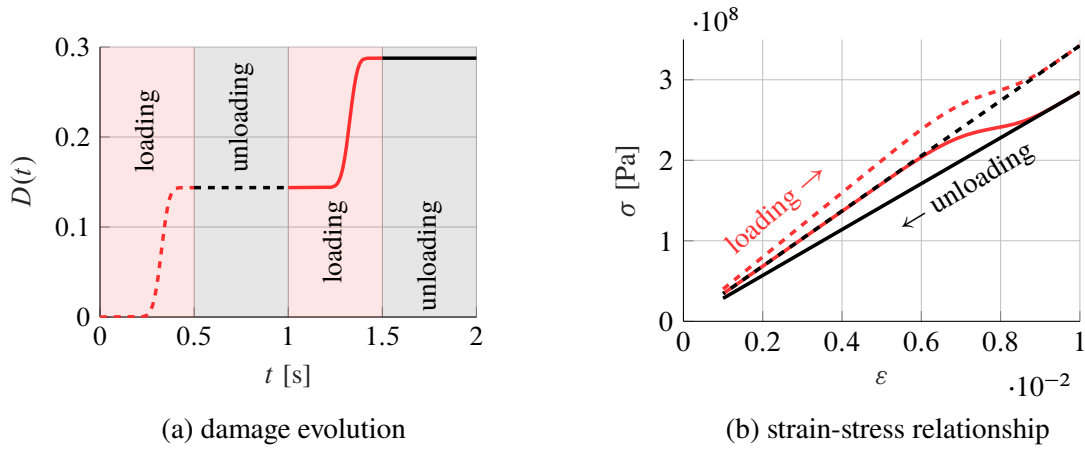 0.3
0.2
0.1
0
D(t)
loading
unloading
loading
unloading
0
0.5
1
1.5
2
t [s]
(a) damage evolution
·10⁸
3
2
1
0
σ [Pa]
loading →
← unloading
0
0.2
0.4
0.6
0.8
1
ε
·10⁻²
(b) strain-stress relationship